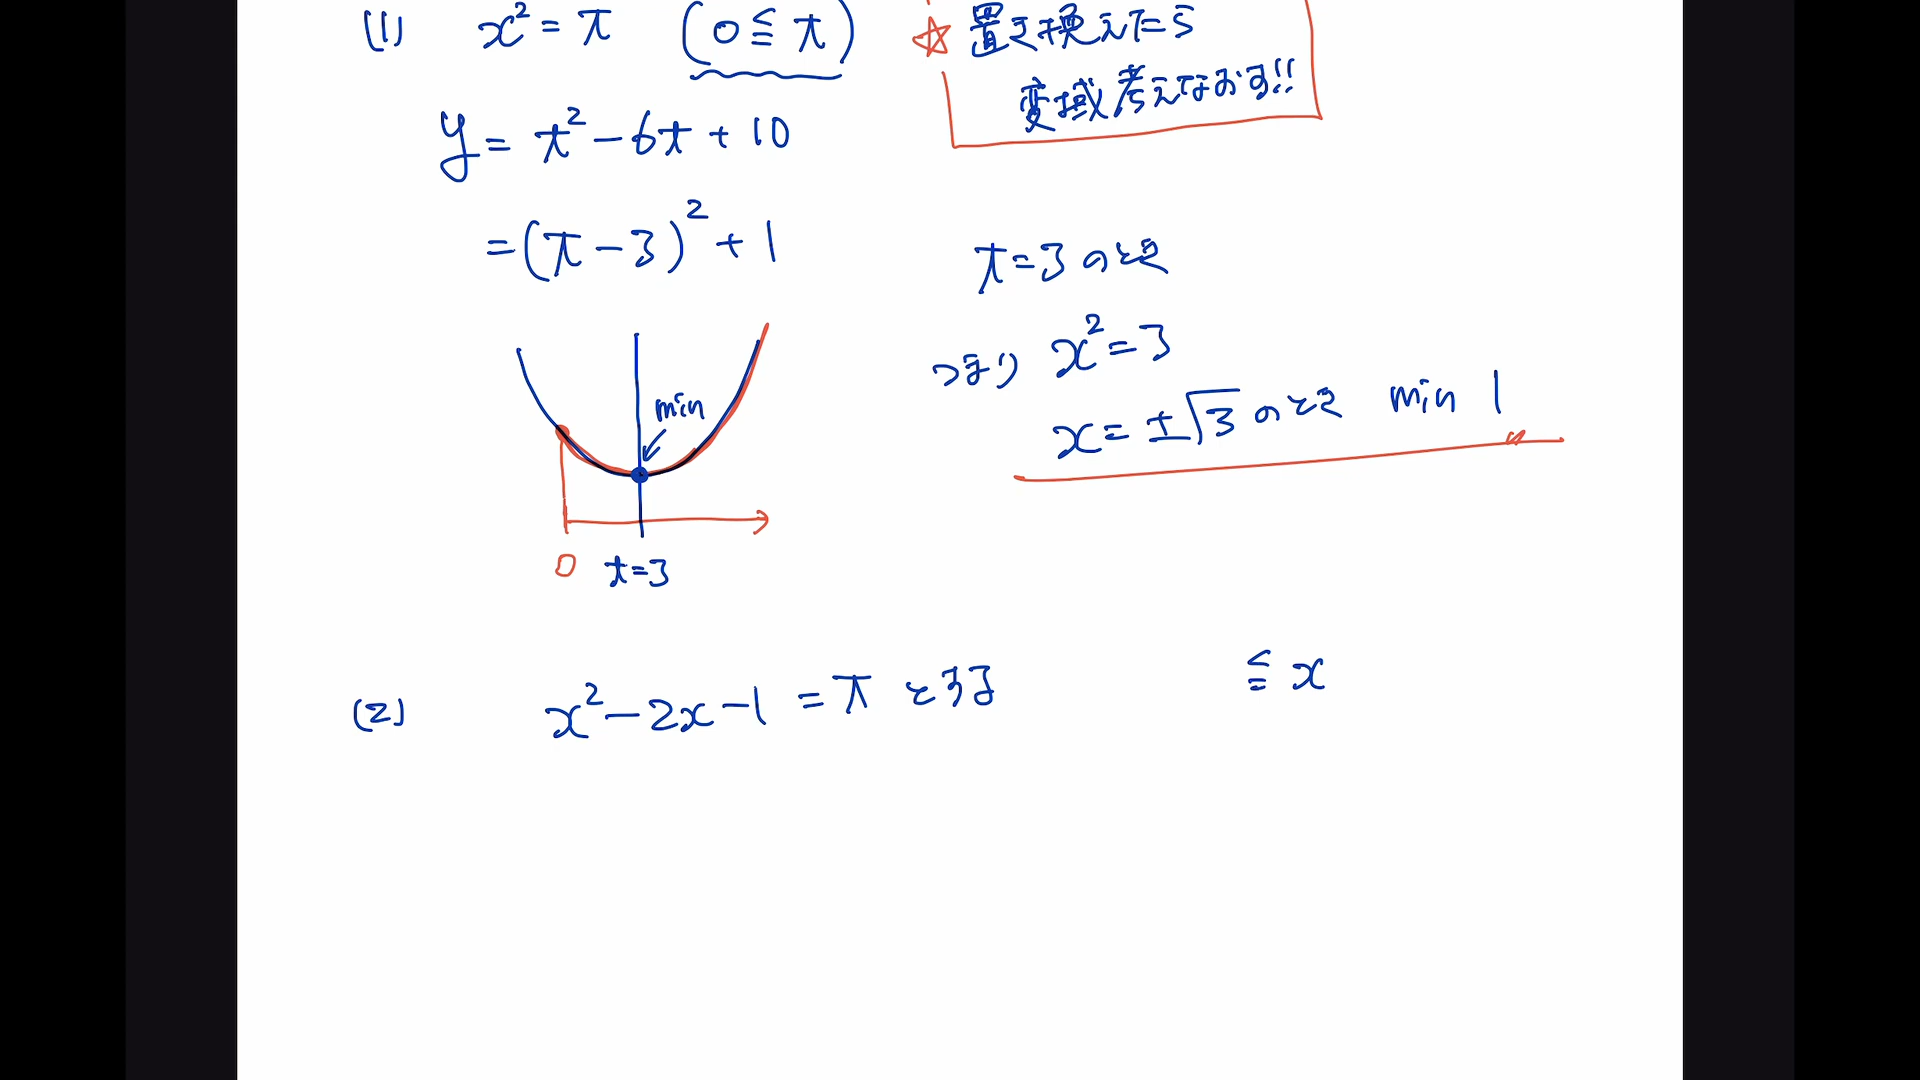 (1) x² = t (0 ≦ t)
☆ 置き換えたら
変域考えなおす!!
y = t² - 6t + 10
= (t - 3)² + 1
t = 3 のとき
つまり x² = 3
x = ±√3 のとき min 1
min
0 t = 3
(2) x² - 2x - 1 = t とする ≦ x